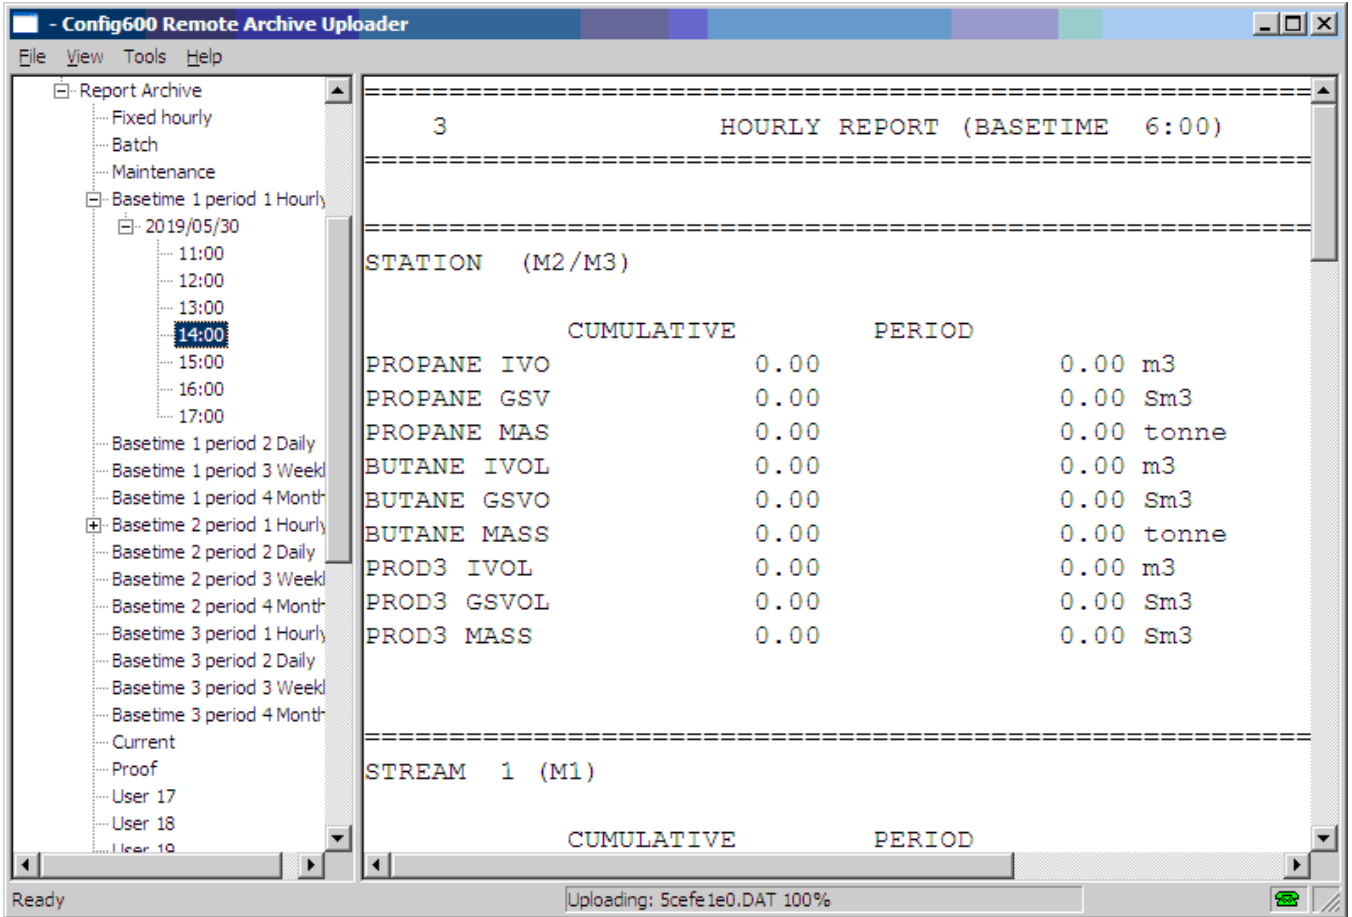 - Config600 Remote Archive Uploader
File View Tools Help
Report Archive
Fixed hourly
Batch
Maintenance
Basetime 1 period 1 Hourly
2019/05/30
11:00
12:00
13:00
14:00
15:00
16:00
17:00
Basetime 1 period 2 Daily
Basetime 1 period 3 Weekl
Basetime 1 period 4 Month
Basetime 2 period 1 Hourly
Basetime 2 period 2 Daily
Basetime 2 period 3 Weekl
Basetime 2 period 4 Month
Basetime 3 period 1 Hourly
Basetime 3 period 2 Daily
Basetime 3 period 3 Weekl
Basetime 3 period 4 Month
Current
Proof
User 17
User 18
User 19
========================================================
3 HOURLY REPORT (BASETIME 6:00)
========================================================
========================================================
STATION (M2/M3)
CUMULATIVE PERIOD
PROPANE IVO 0.00 0.00 m3
PROPANE GSV 0.00 0.00 Sm3
PROPANE MAS 0.00 0.00 tonne
BUTANE IVOL 0.00 0.00 m3
BUTANE GSVO 0.00 0.00 Sm3
BUTANE MASS 0.00 0.00 tonne
PROD3 IVOL 0.00 0.00 m3
PROD3 GSVOL 0.00 0.00 Sm3
PROD3 MASS 0.00 0.00 Sm3
========================================================
STREAM 1 (M1)
CUMULATIVE PERIOD
Ready
Uploading: 5cefe1e0.DAT 100%